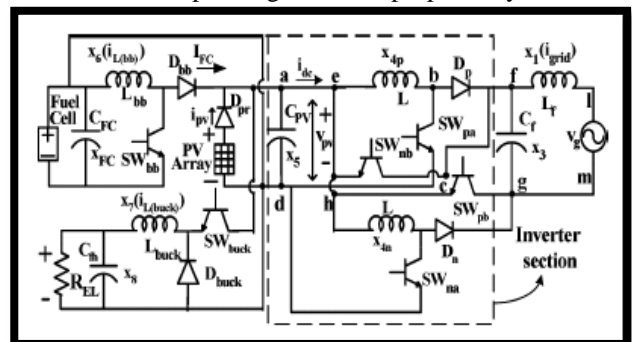 x6(iL(bb))
Dbb
IFC
Lbb
Fuel
Cell
CFC
xFC
SWbb
ipv
+
Dpr
PV
Array
-
a
idc
e
CPV
x5
+
vpv
-
d
h
x4p
L
b
Dp
f
x1(igrid)
Lf
l
SWpa
SWnb
c
SWpb
Cf
x3
g
vg
m
x7(iL(buck))
Lbuck
SWbuck
+
REL
-
x8
Dbuck
L
x4n
Dn
SWna
Inverter
section